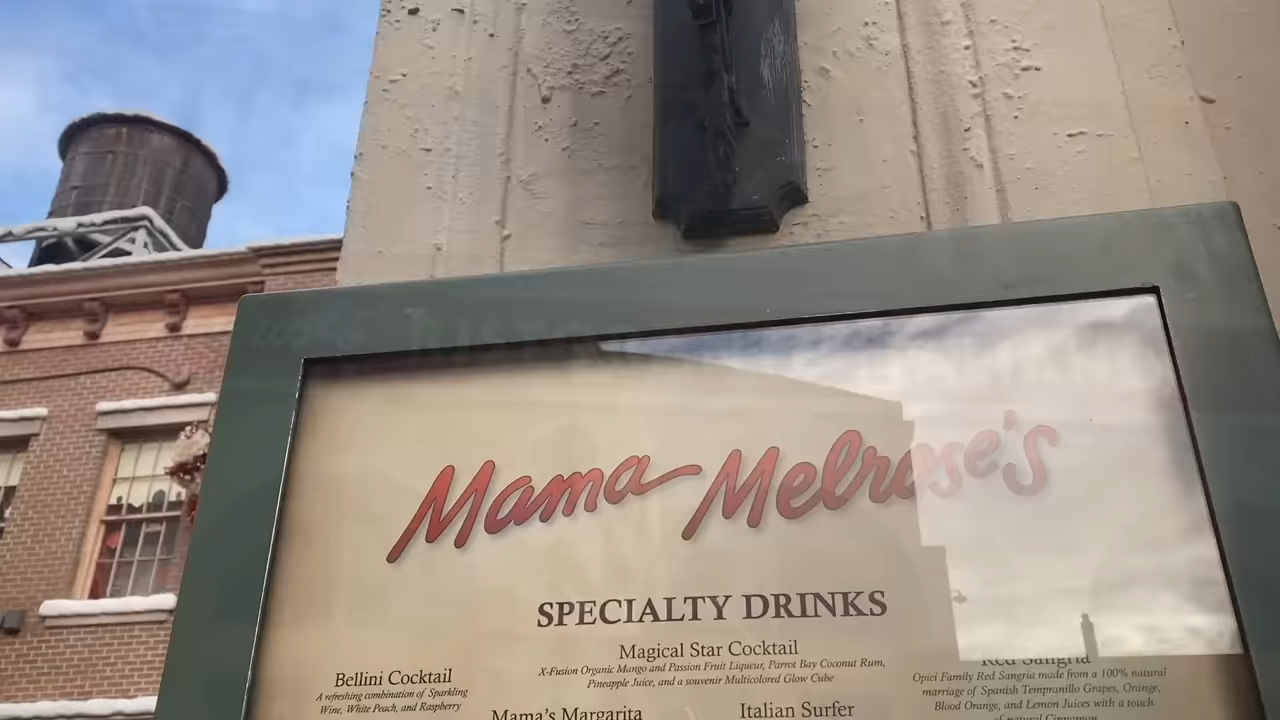 Mama Melrose's
SPECIALTY DRINKS
Magical Star Cocktail
X-Fusion Organic Mango and Passion Fruit Liqueur, Parrot Bay Coconut Rum,
Pineapple Juice, and a souvenir Multicolored Glow Cube
Bellini Cocktail
A refreshing combination of Sparkling
Wine, White Peach, and Raspberry
Red Sangria
Opici Family Red Sangria made from a 100% natural
marriage of Spanish Tempranillo Grapes, Orange,
Blood Orange, and Lemon Juices with a touch
of natural Cinnamon
Mama's Margarita
Italian Surfer